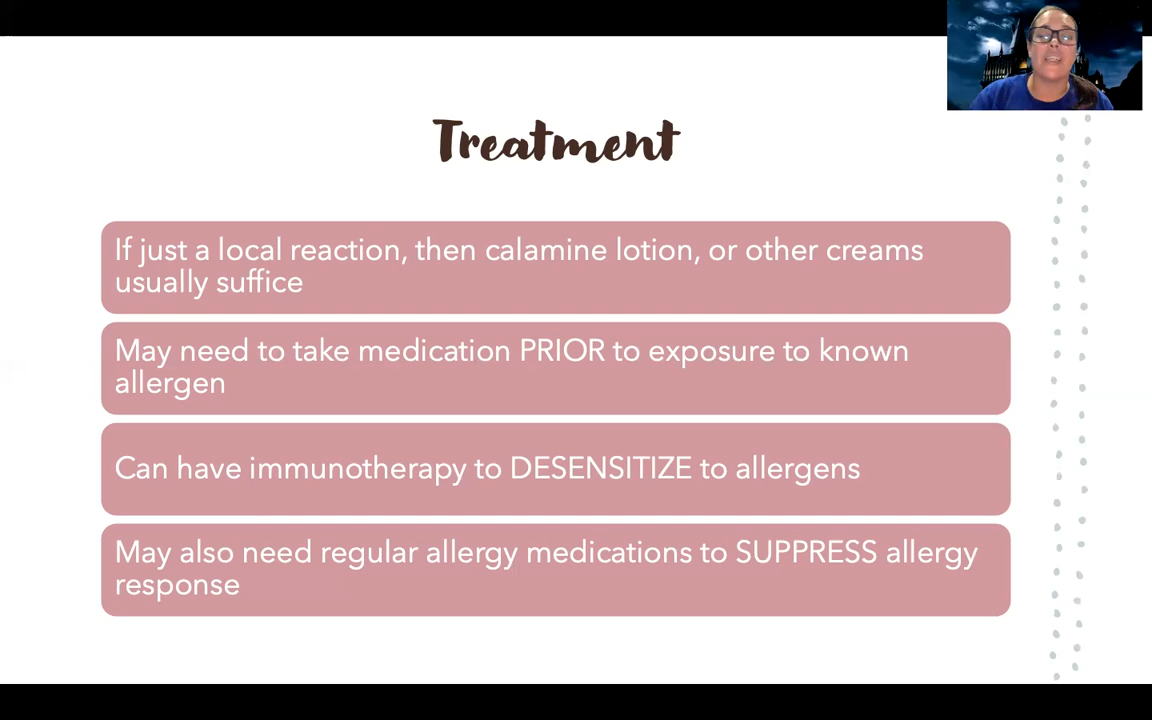 Treatment
If just a local reaction, then calamine lotion, or other creams
usually suffice
May need to take medication PRIOR to exposure to known
allergen
Can have immunotherapy to DESENSITIZE to allergens
May also need regular allergy medications to SUPPRESS allergy
response